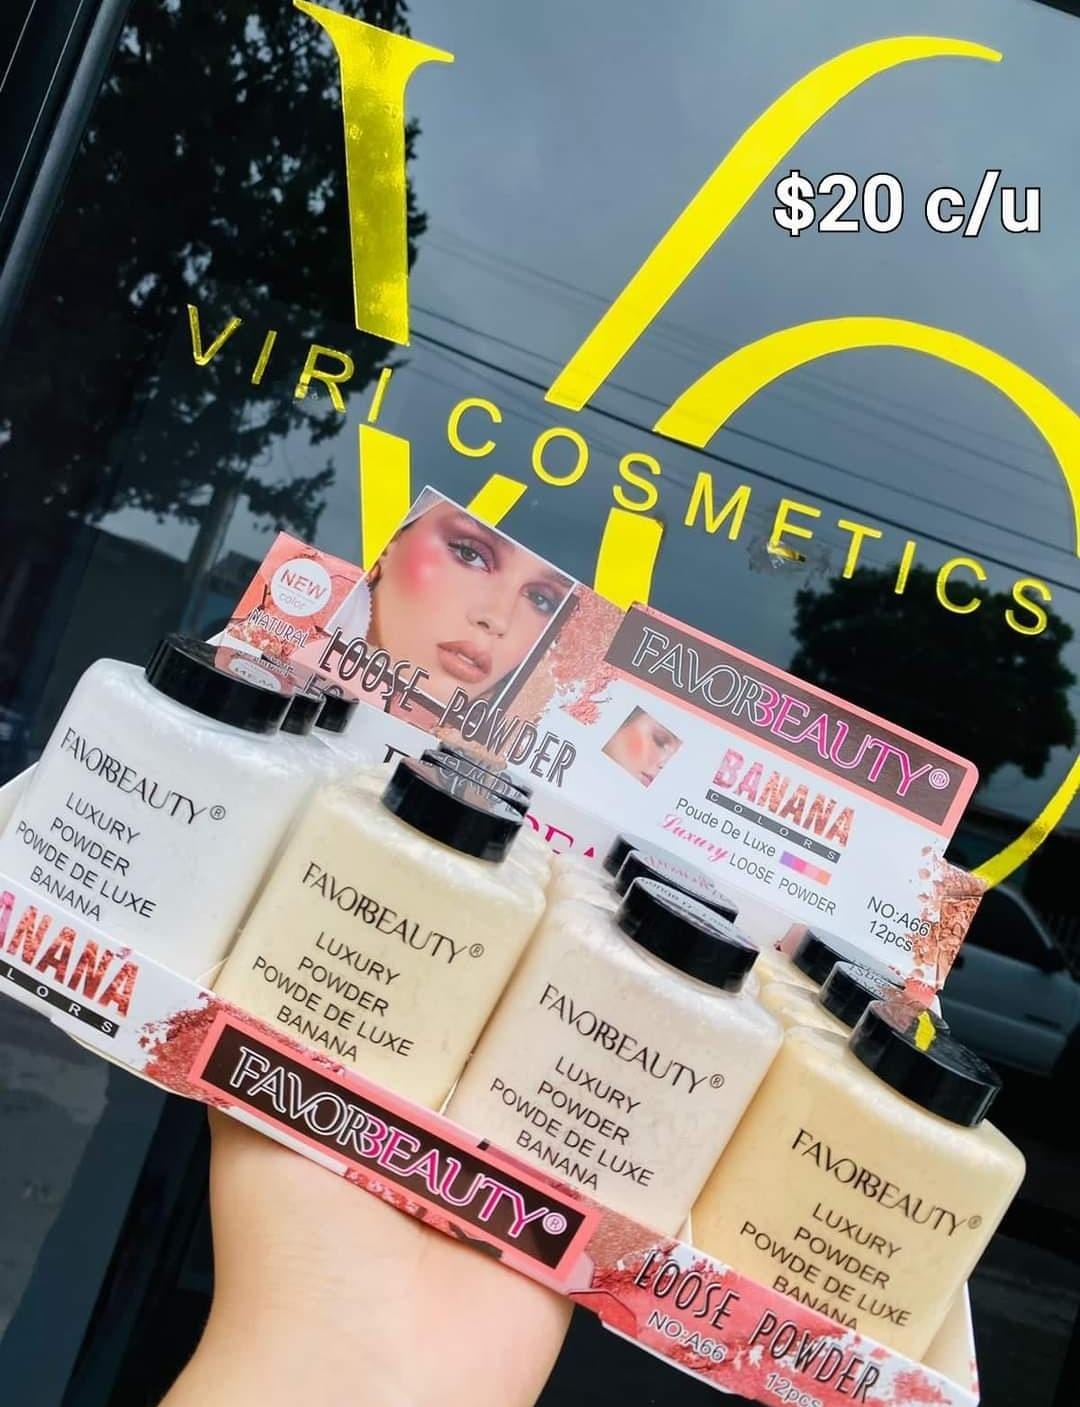 $20 c/u
VIRI COSMETICS
NEW
color
NATURAL
LOOSE POWDER
FAVORBEAUTY®
BANANA
COLORS
Poude De Luxe
Luxury LOOSE POWDER
NO:A66
12pcs
FAVORBEAUTY®
LUXURY
POWDER
POWDE DE LUXE
BANANA
FAVORBEAUTY®
LUXURY
POWDER
POWDE DE LUXE
BANANA
FAVORBEAUTY®
LUXURY
POWDER
POWDE DE LUXE
BANANA
FAVORBEAUTY®
LUXURY
POWDER
POWDE DE LUXE
BANANA
ANANA
LORS
FAVORBEAUTY®
LOOSE POWDER
NO:A66
12pcs